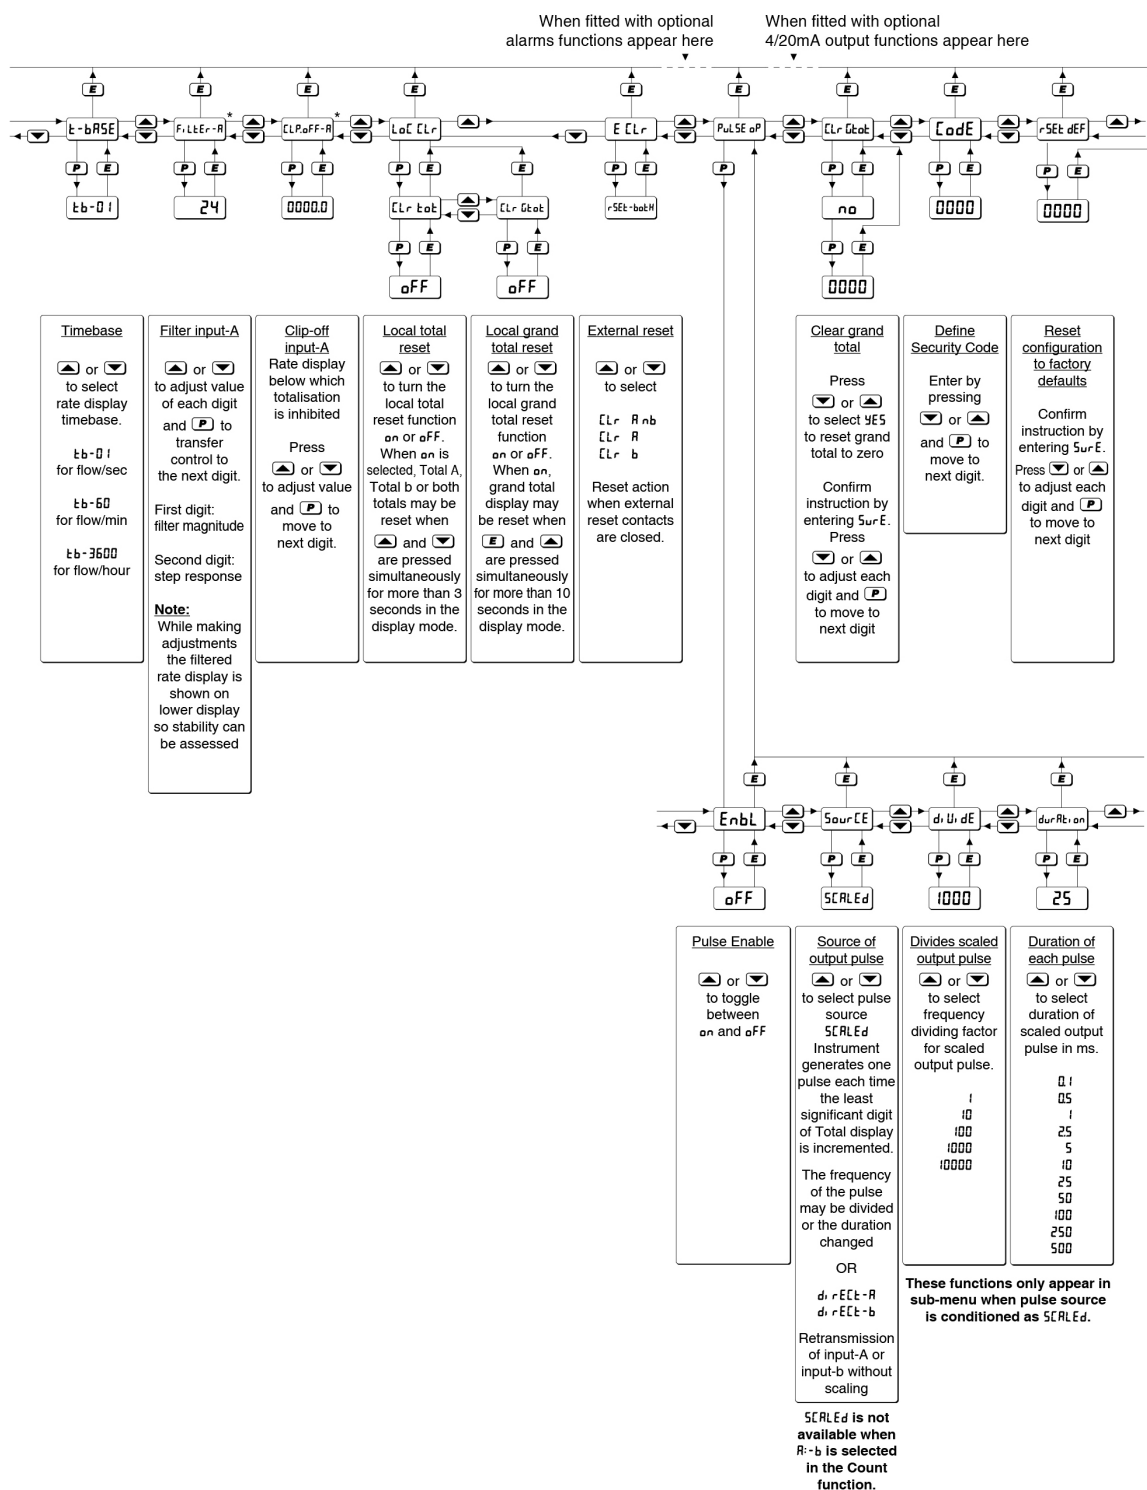 When fitted with optional
alarms functions appear here
When fitted with optional
4/20mA output functions appear here
E E E E E E E E E
t-bASE FiLtEr-A * CLP.oFF-A * LoC CLr E CLr PuLSE oP CLr Gtot CodE rSEt dEF
P E P E P E P E E P E P P E P E P E
tb-01 24 0000.0 CLr tot CLr Gtot rSEt-botH no 0000 0000
P E P E P E
oFF oFF 0000
Timebase
or
to select
rate display
timebase.
tb-01
for flow/sec
tb-60
for flow/min
tb-3600
for flow/hour
Filter input-A
or
to adjust value
of each digit
and P to
transfer
control to
the next digit.
First digit:
filter magnitude
Second digit:
step response
Note:
While making
adjustments
the filtered
rate display is
shown on
lower display
so stability can
be assessed
Clip-off
input-A
Rate display
below which
totalisation
is inhibited
Press
or
to adjust value
and P to
move to
next digit.
Local total
reset
or
to turn the
local total
reset function
on or oFF.
When on is
selected, Total A,
Total b or both
totals may be
reset when
and
are pressed
simultaneously
for more than 3
seconds in the
display mode.
Local grand
total reset
or
to turn the
local grand
total reset
function
on or oFF.
When on,
grand total
display may
be reset when
E and
are pressed
simultaneously
for more than 10
seconds in the
display mode.
External reset
or
to select
CLr Anb
CLr A
CLr b
Reset action
when external
reset contacts
are closed.
Clear grand
total
Press
or
to select YES
to reset grand
total to zero
Confirm
instruction by
entering SurE.
Press
or
to adjust each
digit and P
to move to
next digit
Define
Security Code
Enter by
pressing
or
and P to
move to
next digit.
Reset
configuration
to factory
defaults
Confirm
instruction by
entering SurE.
Press or
to adjust each
digit and P
to move to
next digit
E E E E
EnbL SourCE diVidE durAtion
P E P E P E P E
oFF SCALEd 1000 25
Pulse Enable
or
to toggle
between
on and oFF
Source of
output pulse
or
to select pulse
source
SCALEd
Instrument
generates one
pulse each time
the least
significant digit
of Total display
is incremented.
The frequency
of the pulse
may be divided
or the duration
changed
OR
dirECt-A
dirECt-b
Retransmission
of input-A or
input-b without
scaling
SCALEd is not
available when
A:-b is selected
in the Count
function.
Divides scaled
output pulse
or
to select
frequency
dividing factor
for scaled
output pulse.
1
10
100
1000
10000
Duration of
each pulse
or
to select
duration of
scaled output
pulse in ms.
0.1
0.5
1
2.5
5
10
25
50
100
250
500
These functions only appear in
sub-menu when pulse source
is conditioned as SCALEd.